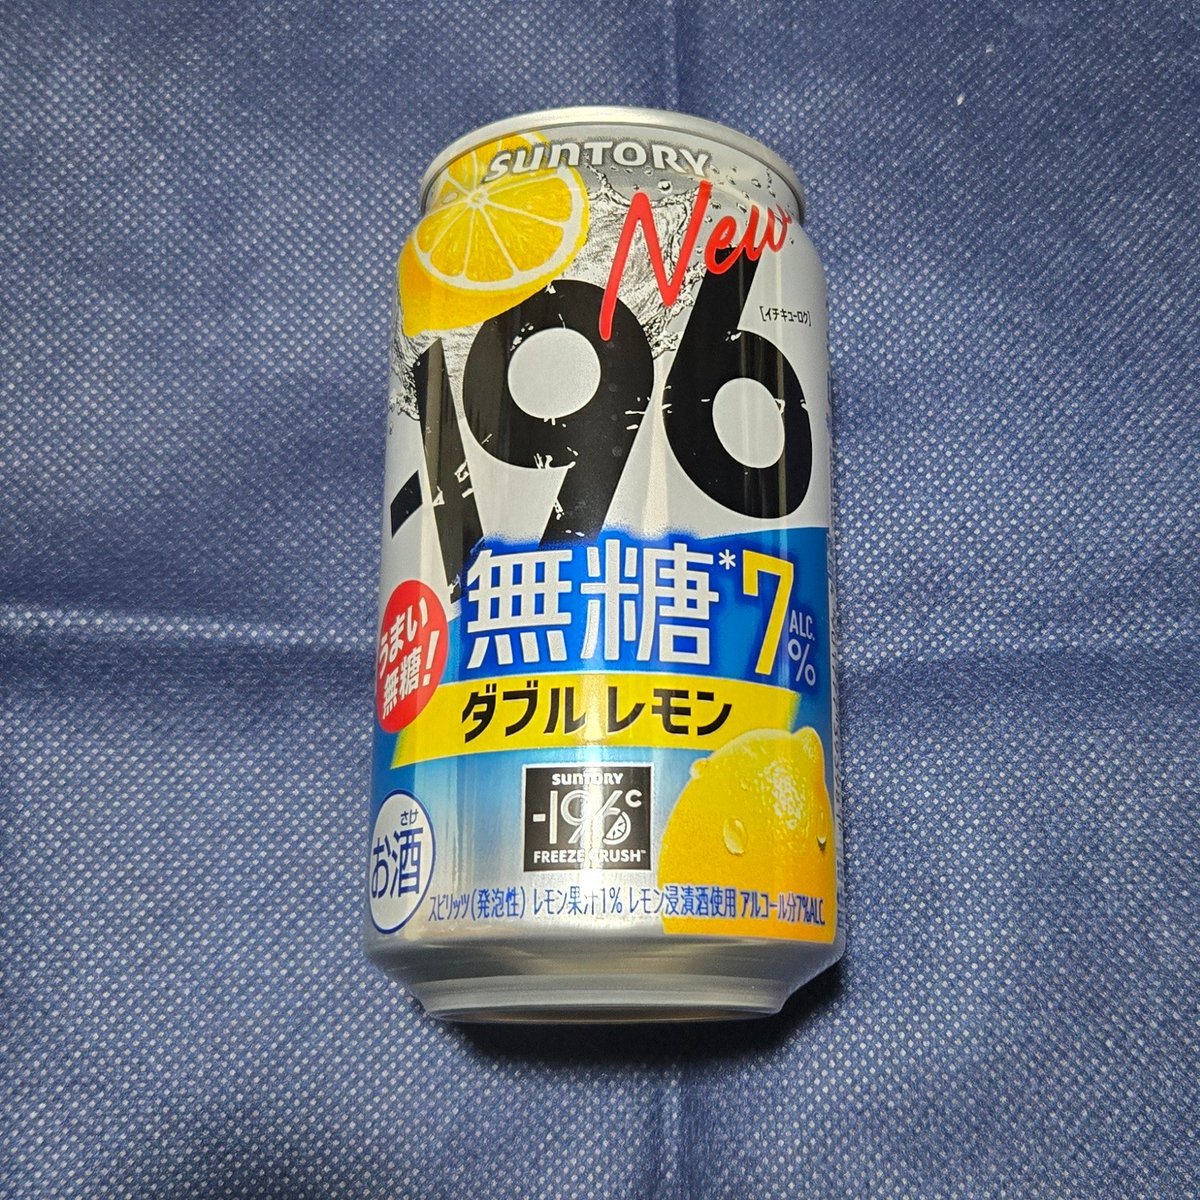 SUNTORY
New
-196
[イチキューロク]
無糖*7
ALC.
%
うまい
無糖!
ダブルレモン
SUNTORY
-196℃
FREEZE CRUSH™
さけ
お酒
スピリッツ(発泡性) レモン果汁1% レモン浸漬酒使用 アルコール分7%ALC.